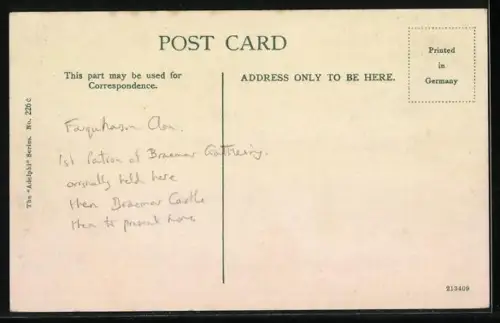 POST CARD
Printed
in
Germany
This part may be used for
Correspondence.
ADDRESS ONLY TO BE HERE.
The "Adelphi" Series. No. 226 c
Farquharson Clan.
1st Patron of Braemar Gathering.
originally held here
then Braemar Castle
then to present
213409